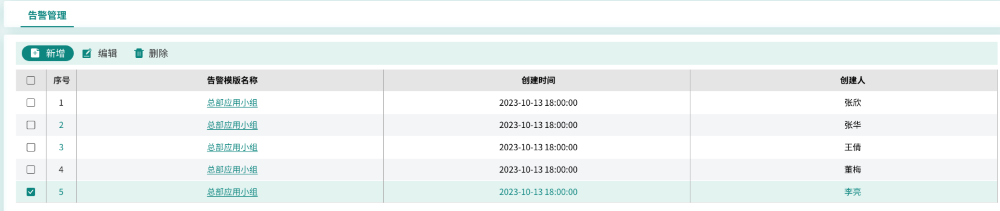 告警管理
新增 编辑 删除
序号 告警模版名称 创建时间 创建人
1 总部应用小组 2023-10-13 18:00:00 张欣
2 总部应用小组 2023-10-13 18:00:00 张华
3 总部应用小组 2023-10-13 18:00:00 王倩
4 总部应用小组 2023-10-13 18:00:00 董梅
5 总部应用小组 2023-10-13 18:00:00 李亮